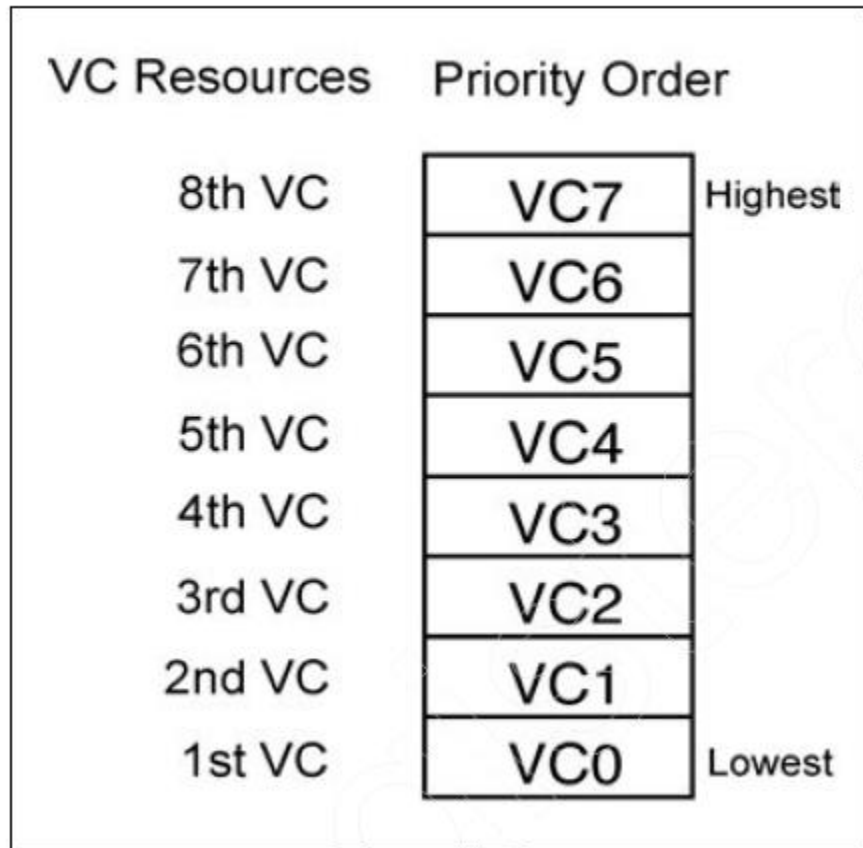 VC Resources Priority Order
8th VC VC7 Highest
7th VC VC6
6th VC VC5
5th VC VC4
4th VC VC3
3rd VC VC2
2nd VC VC1
1st VC VC0 Lowest